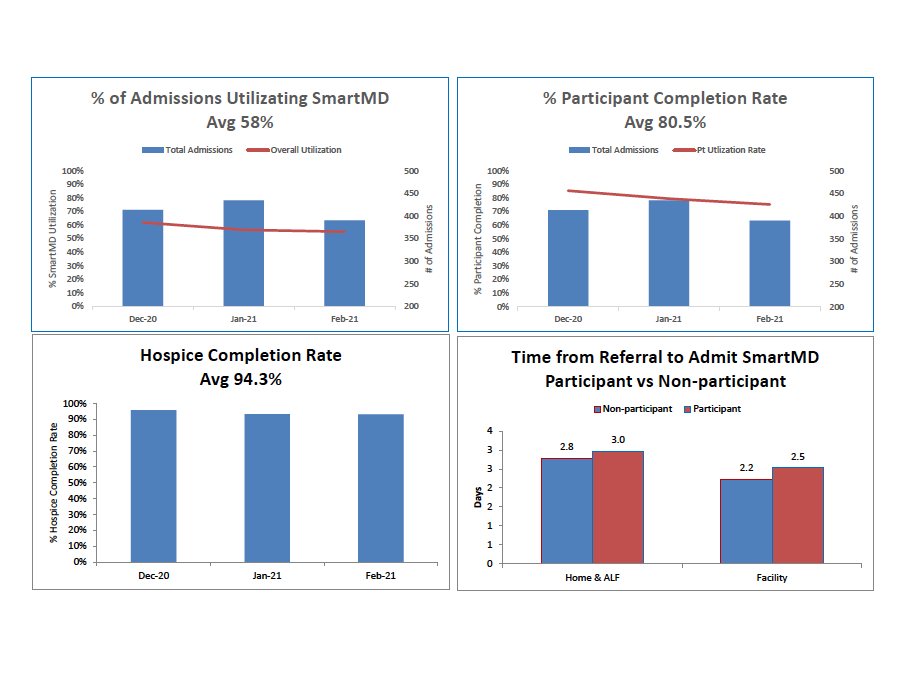 % of Admissions Utilizating SmartMD
Avg 58%
Total Admissions
Overall Utilization
% SmartMD Utilization
100%
90%
80%
70%
60%
50%
40%
30%
20%
10%
0%
500
450
400
350
300
250
200
# of Admissions
Dec-20
Jan-21
Feb-21
% Participant Completion Rate
Avg 80.5%
Total Admissions
Pt Utlization Rate
% Participant Completion
100%
90%
80%
70%
60%
50%
40%
30%
20%
10%
0%
500
450
400
350
300
250
200
# of Admissions
Dec-20
Jan-21
Feb-21
Hospice Completion Rate
Avg 94.3%
% Hospice Completion Rate
100%
90%
80%
70%
60%
50%
40%
30%
20%
10%
0%
Dec-20
Jan-21
Feb-21
Time from Referral to Admit SmartMD
Participant vs Non-participant
Non-participant
Participant
Days
4
3
3
2
2
1
1
0
2.8
3.0
2.2
2.5
Home & ALF
Facility